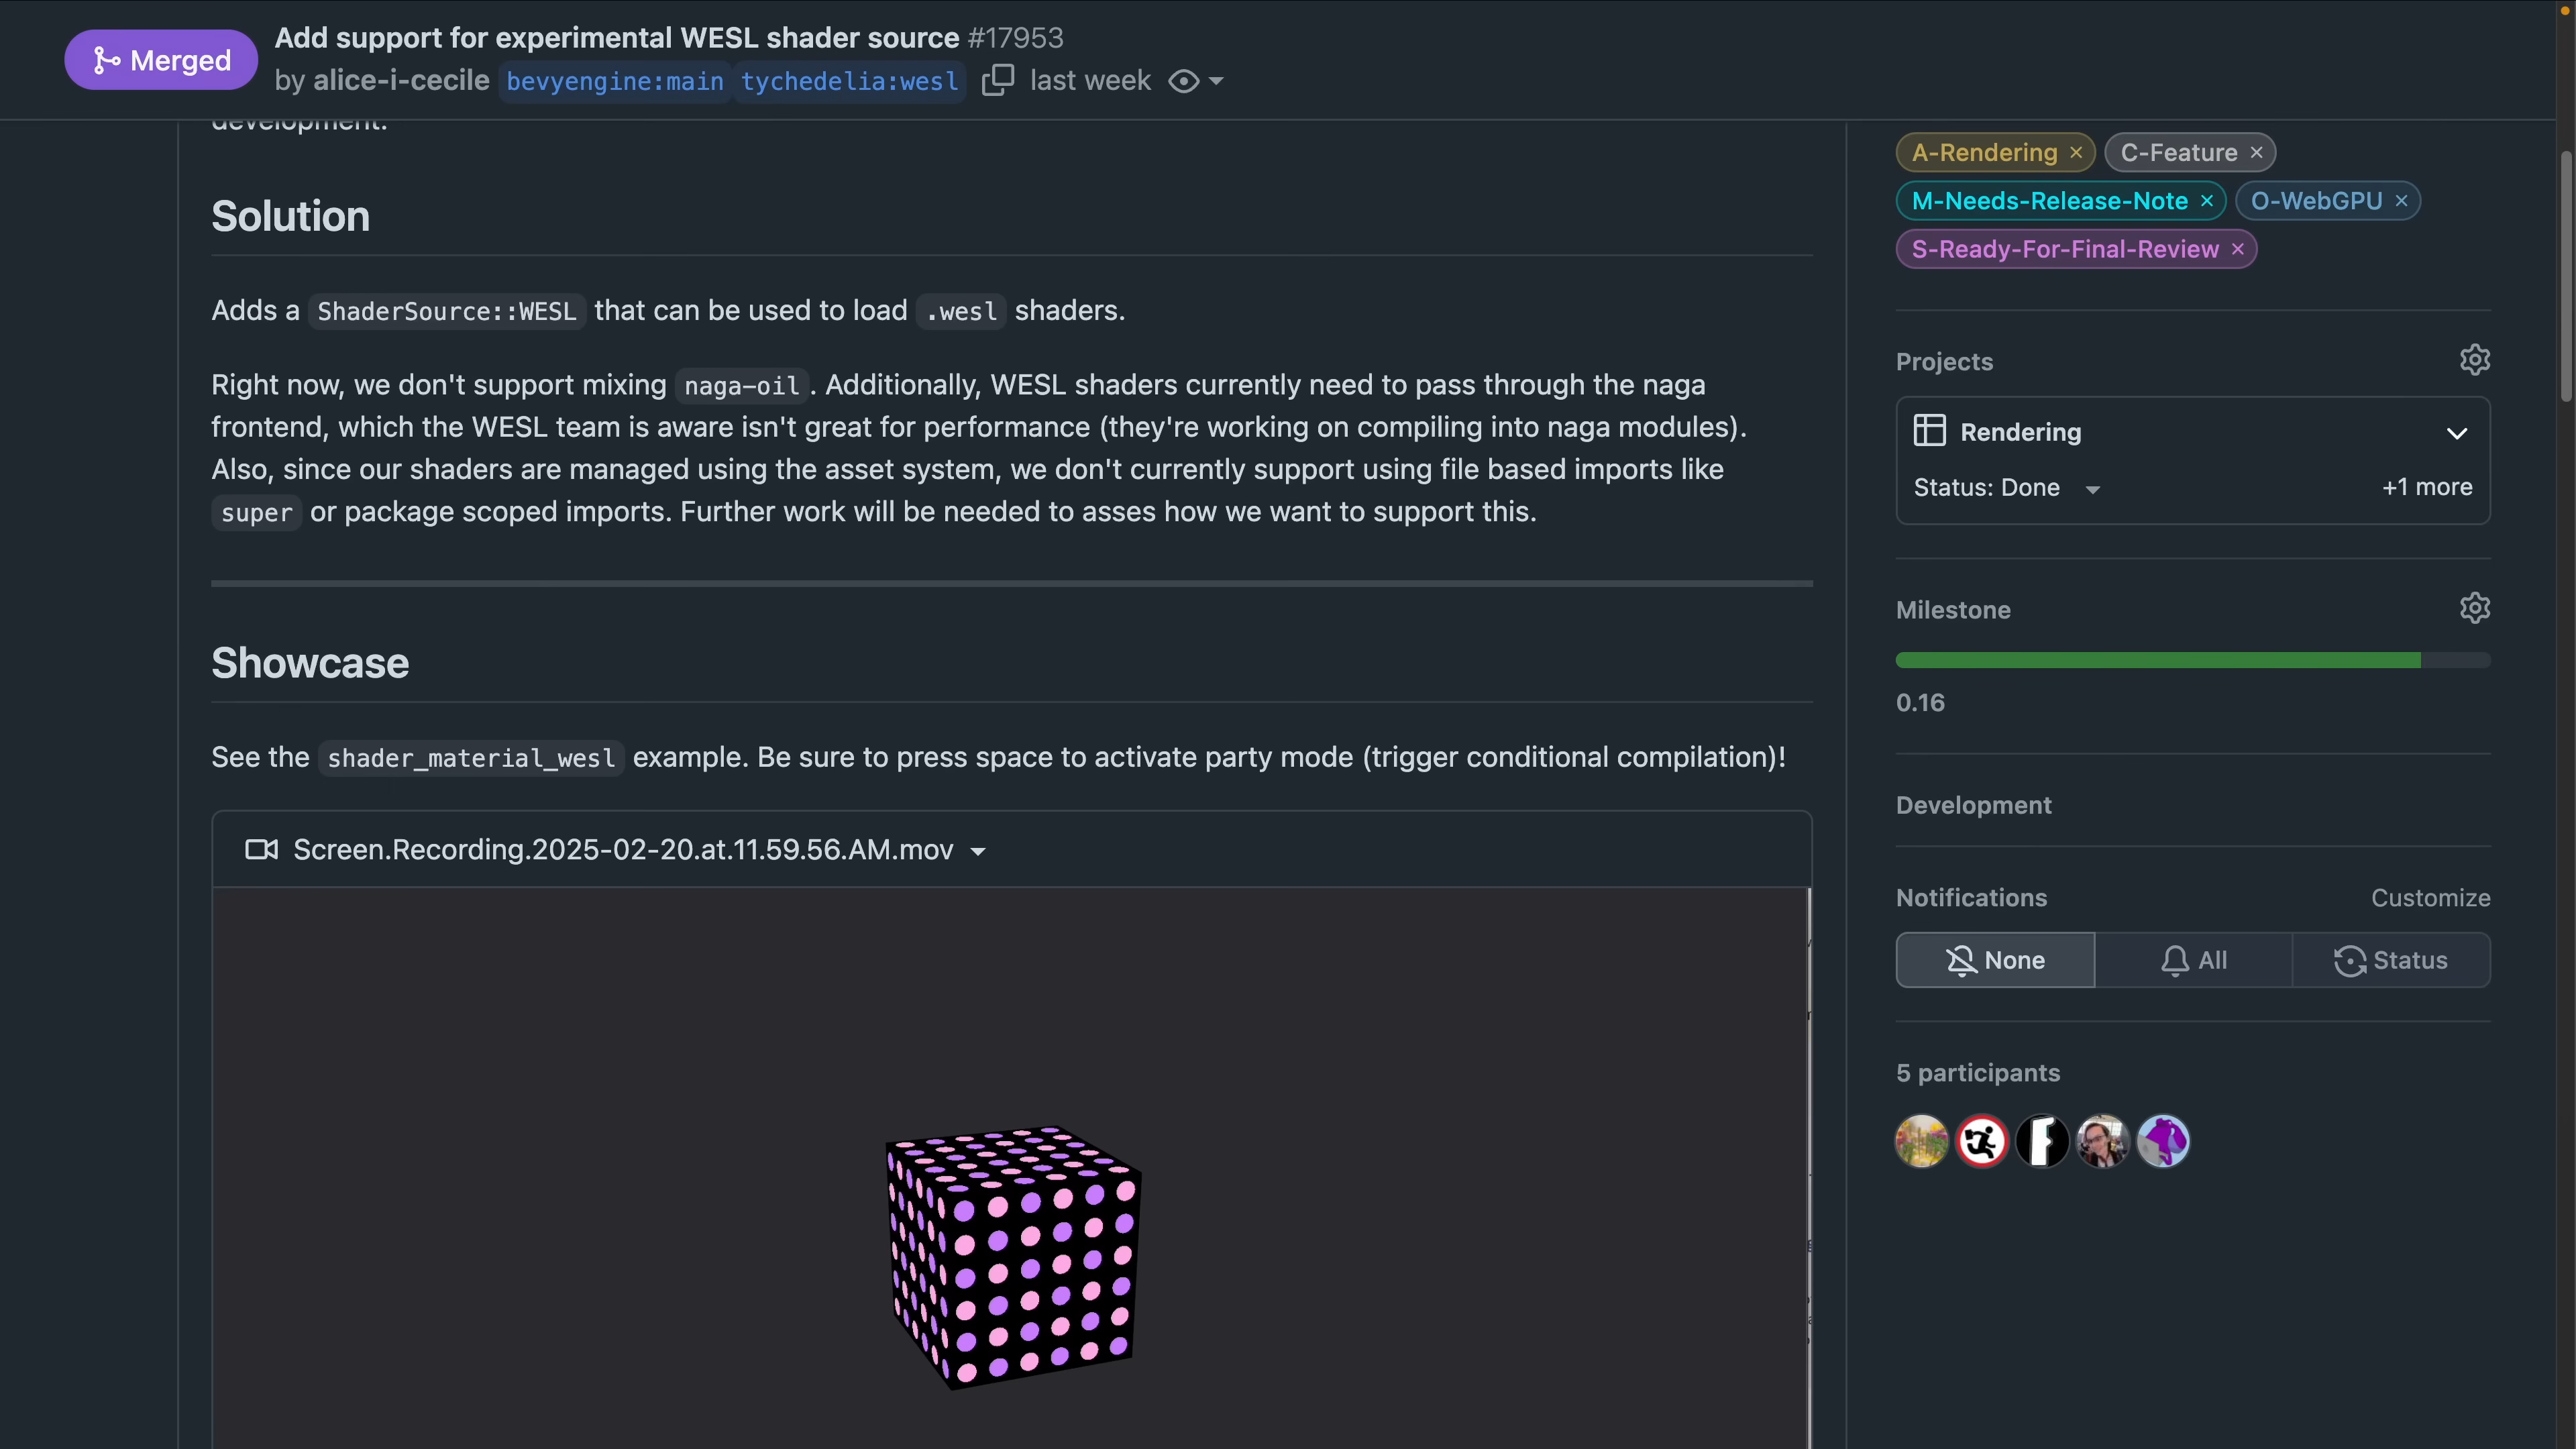 Merged
Add support for experimental WESL shader source #17953
by alice-i-cecile bevyengine:main tychedelia:wesl last week
development.
Solution
Adds a ShaderSource::WESL that can be used to load .wesl shaders.
Right now, we don't support mixing naga-oil. Additionally, WESL shaders currently need to pass through the naga
frontend, which the WESL team is aware isn't great for performance (they're working on compiling into naga modules).
Also, since our shaders are managed using the asset system, we don't currently support using file based imports like
super or package scoped imports. Further work will be needed to asses how we want to support this.
Showcase
See the shader_material_wesl example. Be sure to press space to activate party mode (trigger conditional compilation)!
Screen.Recording.2025-02-20.at.11.59.56.AM.mov
A-Rendering × C-Feature ×
M-Needs-Release-Note × O-WebGPU ×
S-Ready-For-Final-Review ×
Projects
Rendering
Status: Done +1 more
Milestone
0.16
Development
Notifications Customize
None All Status
5 participants